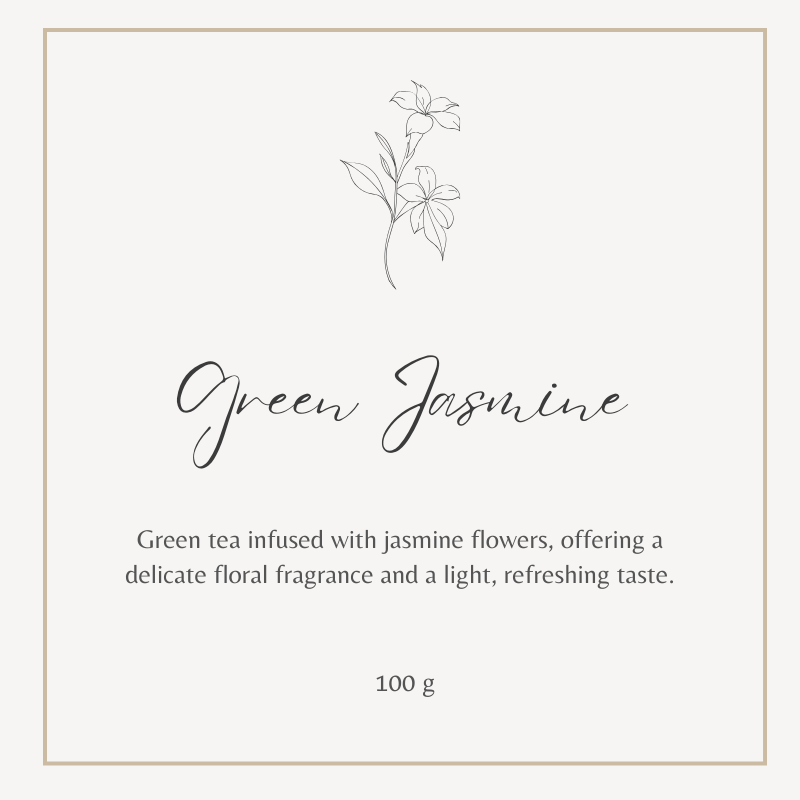 Green Jasmine
Green tea infused with jasmine flowers, offering a
delicate floral fragrance and a light, refreshing taste.
100 g